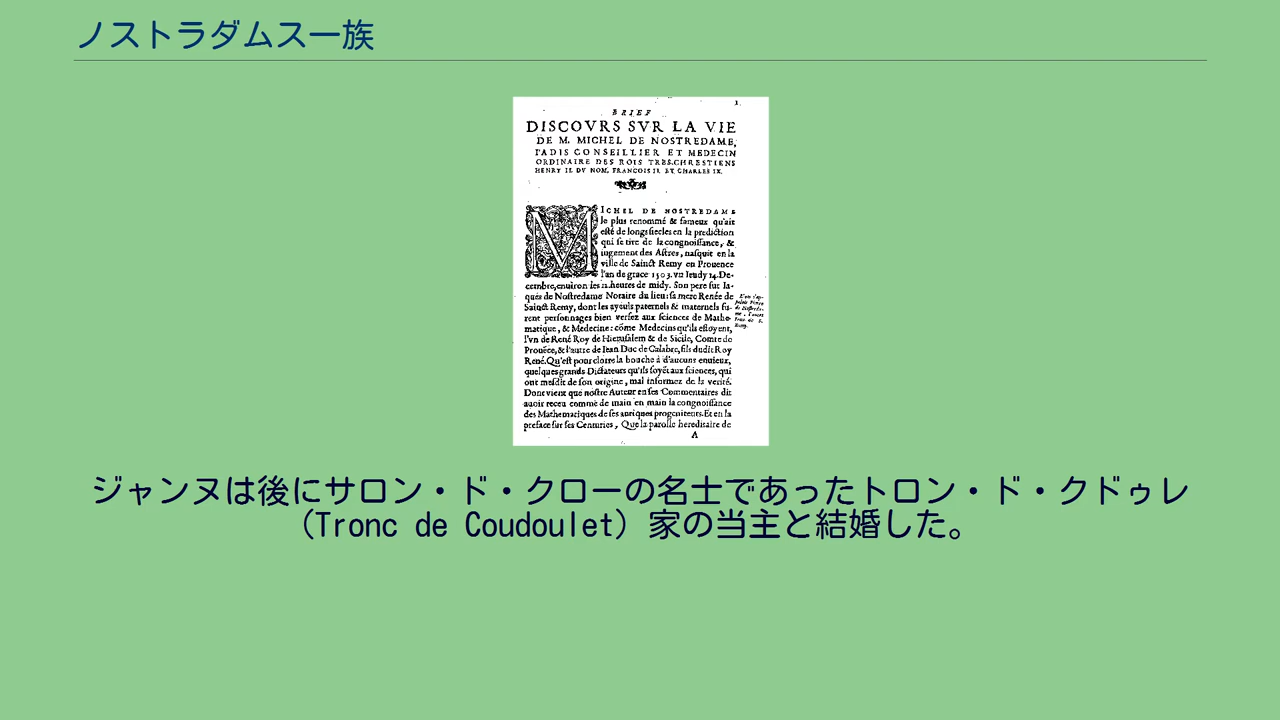 ノストラダムス一族
1.
BRIEF
DISCOVRS SVR LA VIE
DE M. MICHEL DE NOSTREDAME,
IADIS CONSEILLIER ET MEDECIN
ORDINAIRE DES ROIS TRES-CHRESTIENS
HENRY II. DV NOM, FRANCOIS II. ET CHARLES IX.
MICHEL DE NOSTREDAME
le plus renommé & fameux qu'ait
esté de longs siecles en la prediction
qui se tire de la congnoissance, &
iugement des Astres, nasquit en la
ville de Sainct Remy en Prouence
l'an de grace 1503. vn Ieudy 14. De-
cembre, enuiron les 12. heures de midy. Son pere fut Ia-
ques de Nostredame Notaire du lieu: sa mere Renée de
Sainct Remy, dont les ayeuls paternels & maternels fu-
rent personnages bien versez aux sciences de Mathe-
matique, & Medecine: cõme Medecins qu'ils estoyent,
l'vn de René Roy de Hierusalem & de Sicile, Comte de
Prouẽce, & l'autre de Iean Duc de Calabre, fils dudit Roy
René. Qu'est pour clorre la bouche à d'aucuns enuieux,
quelques grands Dictateurs qu'ils soyẽt aux sciences, qui
ont mesdit de son origine, mal informez de la verité.
Dont vient que nostre Auteur en ses Commentaires dit
auoir receu comme de main en main la congnoissance
des Mathematiques de ses antiques progeniteurs. Et en la
preface sur ses Centuries, Que la parolle hereditaire de
A
ジャンヌは後にサロン・ド・クローの名士であったトロン・ド・クドゥレ
(Tronc de Coudoulet) 家の当主と結婚した。